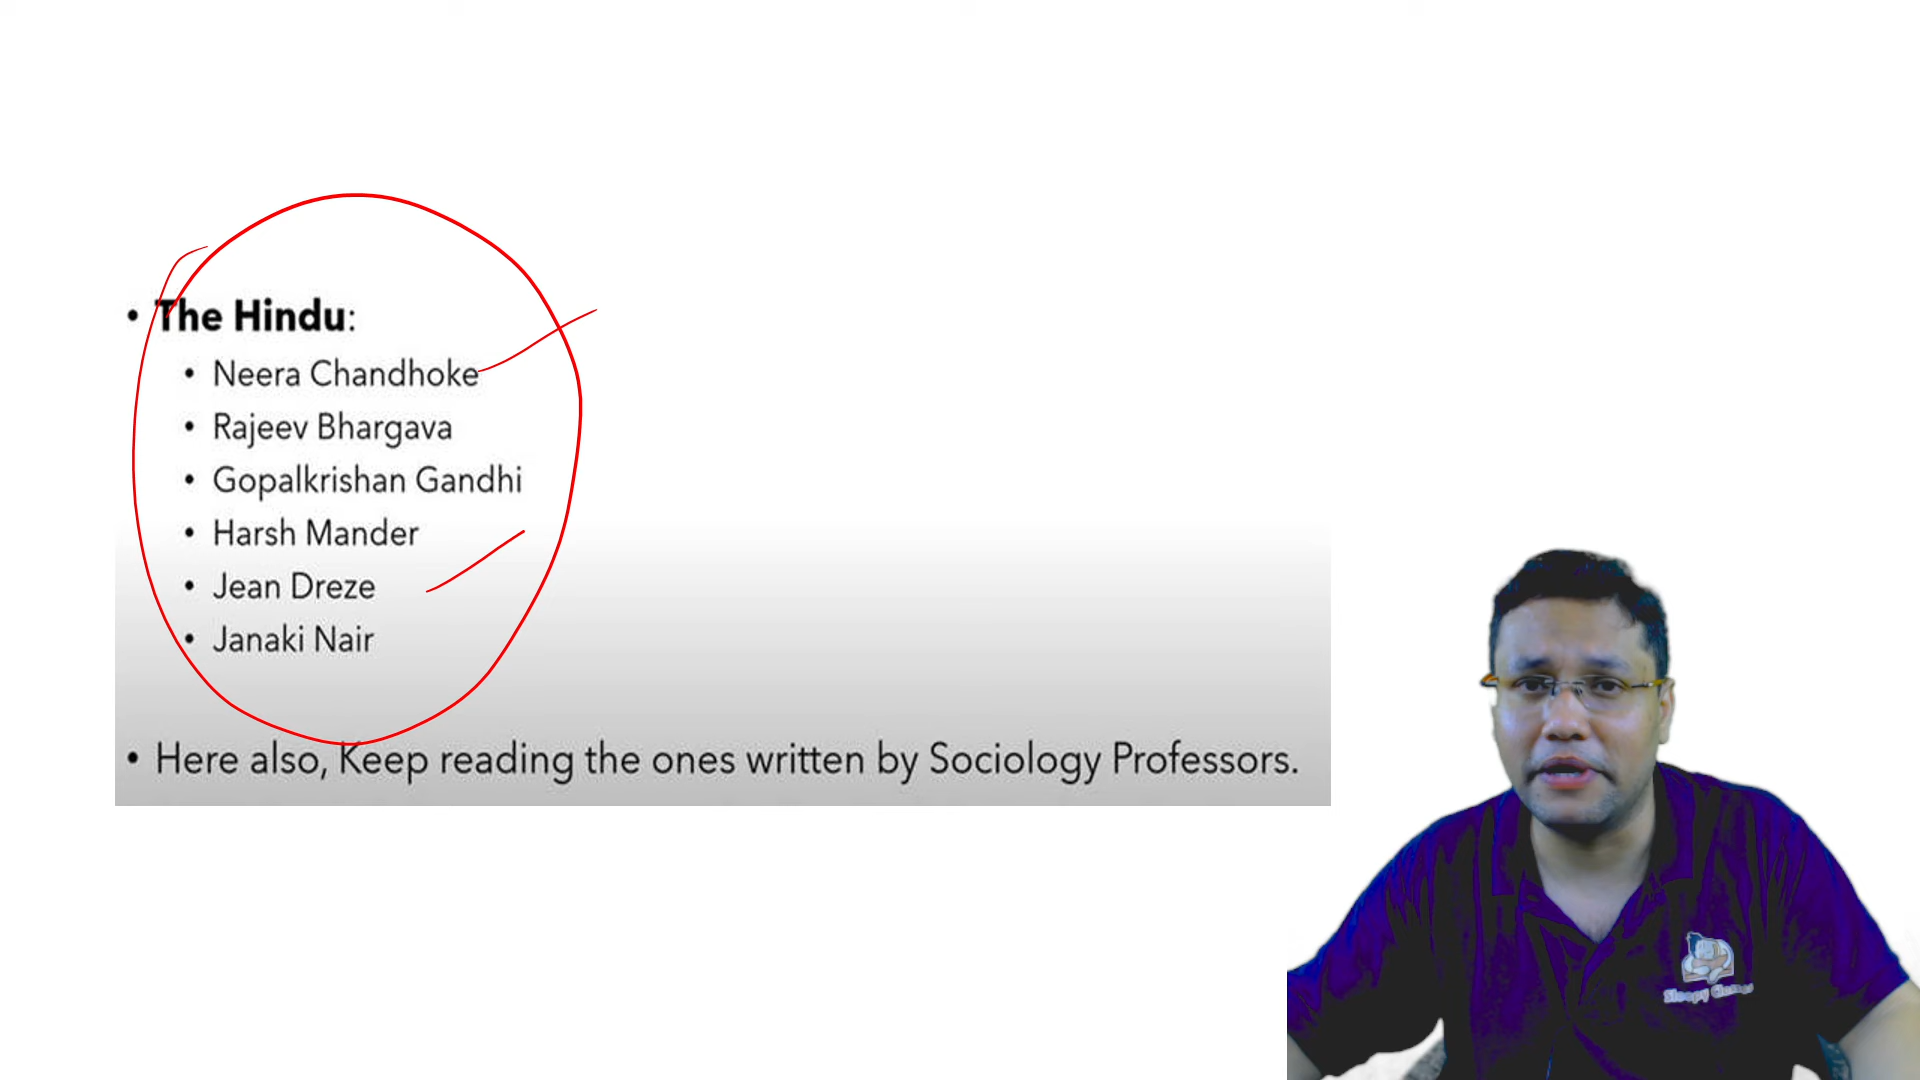 • The Hindu:
• Neera Chandhoke
• Rajeev Bhargava
• Gopalkrishan Gandhi
• Harsh Mander
• Jean Dreze
• Janaki Nair
• Here also, Keep reading the ones written by Sociology Professors.
Sleepy